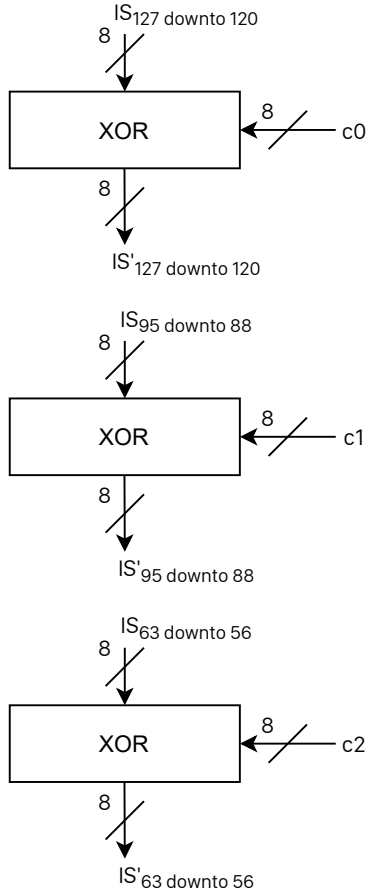 IS127 downto 120
8
8
XOR
c0
8
IS'127 downto 120
IS95 downto 88
8
8
XOR
c1
8
IS'95 downto 88
IS63 downto 56
8
8
XOR
c2
8
IS'63 downto 56